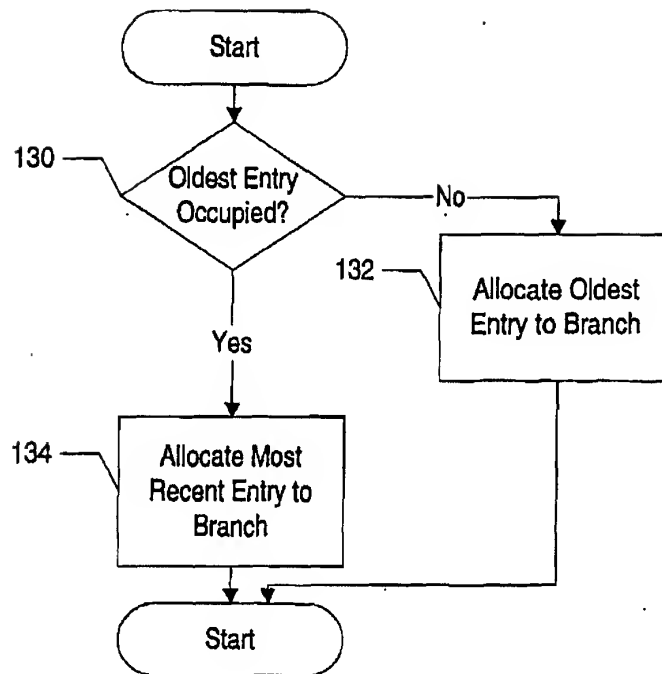 Start
130
Oldest Entry
Occupied?
No
132
Allocate Oldest
Entry to Branch
Yes
134
Allocate Most
Recent Entry to
Branch
Start